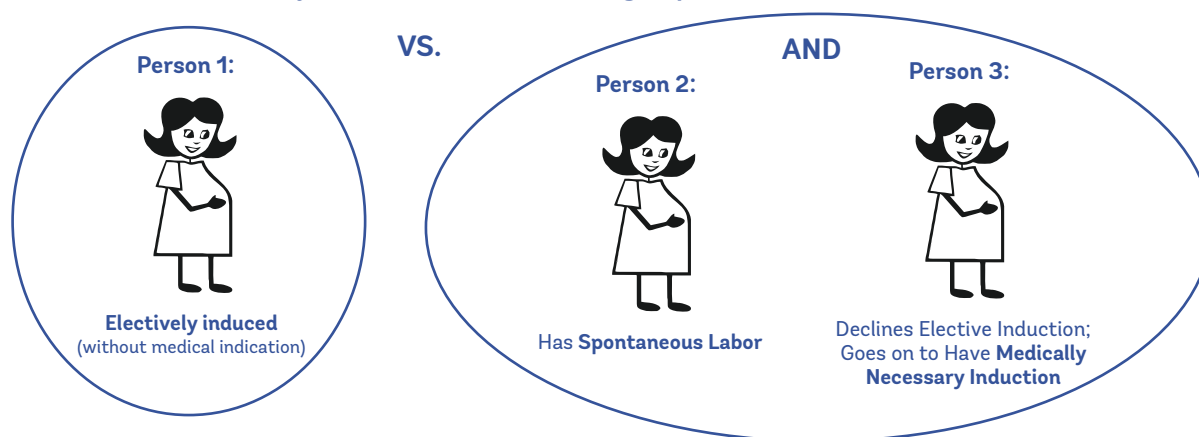 VS.
AND
Person 1:
Person 2:
Person 3:
Electively induced
(without medical indication)
Has Spontaneous Labor
Declines Elective Induction;
Goes on to Have Medically
Necessary Induction